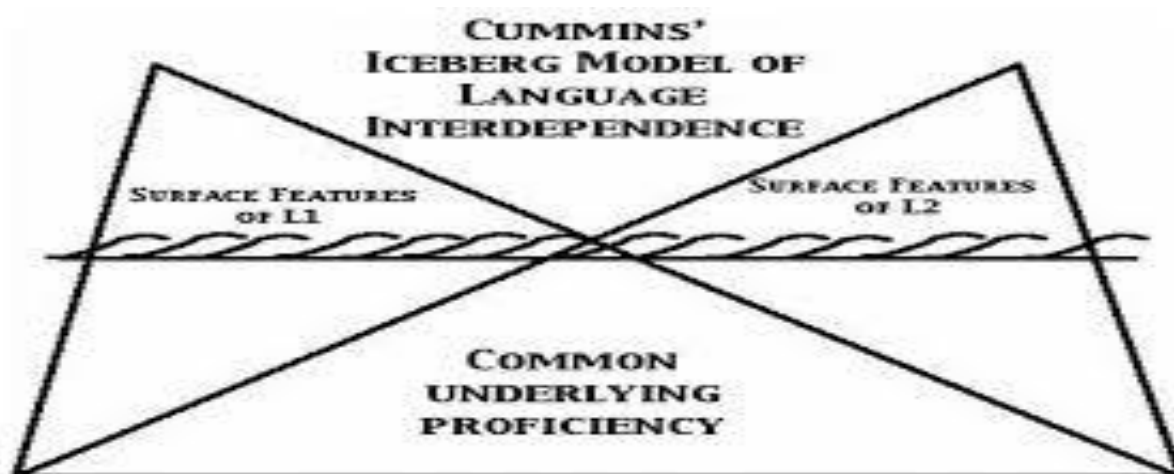 CUMMINS'
ICEBERG MODEL OF
LANGUAGE
INTERDEPENDENCE
SURFACE FEATURES
OF L1
SURFACE FEATURES
OF L2
COMMON
UNDERLYING
PROFICIENCY